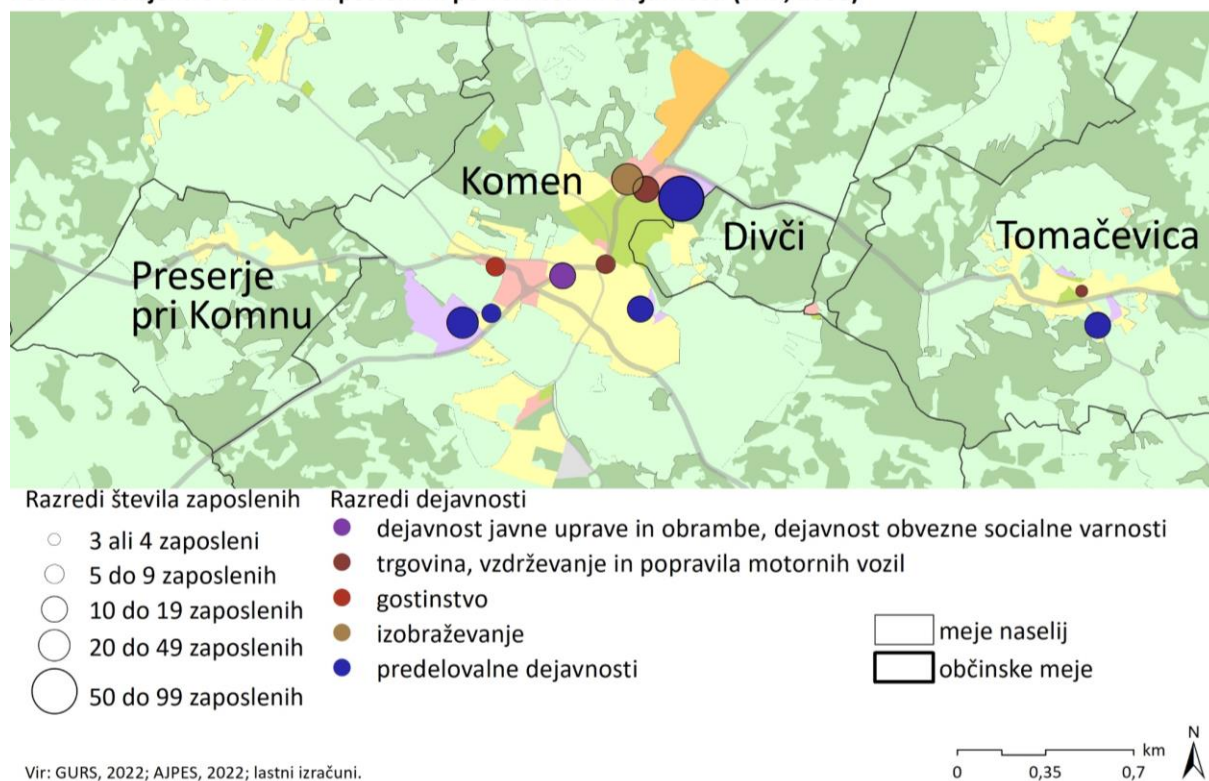 Komen
Divči
Tomačevica
Preserje
pri Komnu
Razredi števila zaposlenih
3 ali 4 zaposleni
5 do 9 zaposlenih
10 do 19 zaposlenih
20 do 49 zaposlenih
50 do 99 zaposlenih
Razredi dejavnosti
dejavnost javne uprave in obrambe, dejavnost obvezne socialne varnosti
trgovina, vzdrževanje in popravila motornih vozil
gostinstvo
izobraževanje
predelovalne dejavnosti
meje naselij
občinske meje
Vir: GURS, 2022; AJPES, 2022; lastni izračuni.
km
0 0,35 0,7
N